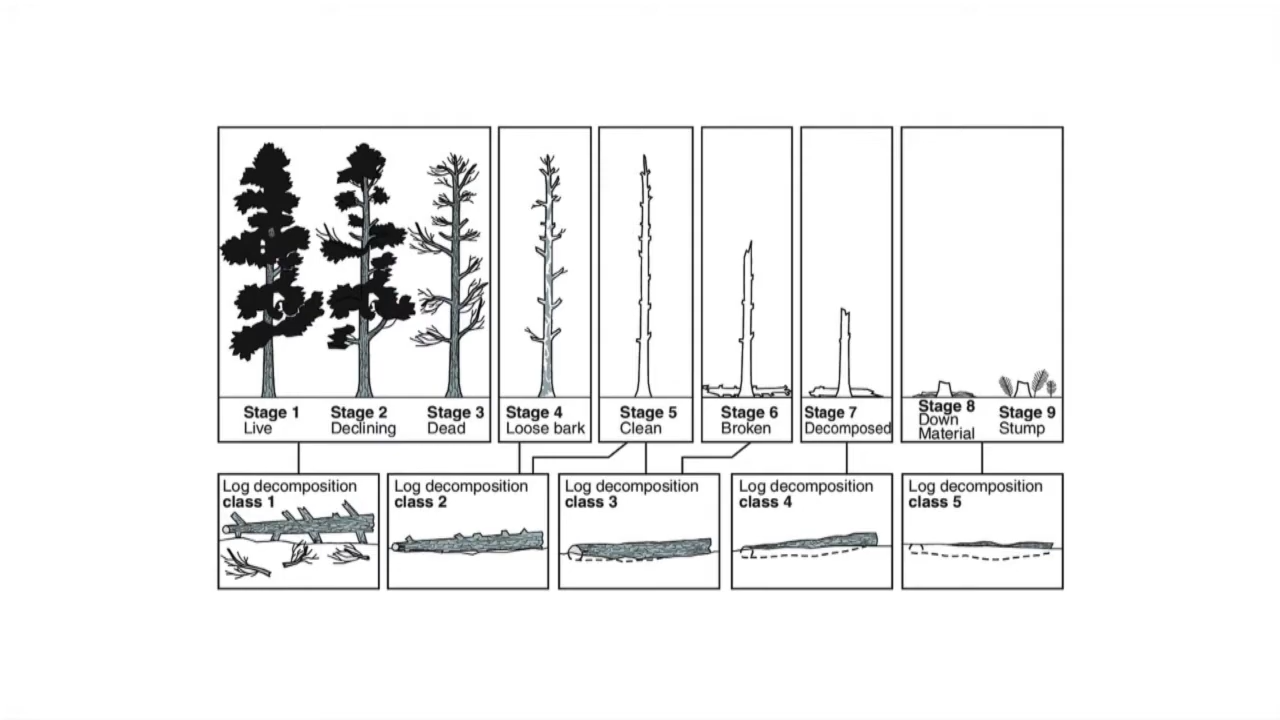 Stage 1
Live
Stage 2
Declining
Stage 3
Dead
Stage 4
Loose bark
Stage 5
Clean
Stage 6
Broken
Stage 7
Decomposed
Stage 8
Down
Material
Stage 9
Stump
Log decomposition
class 1
Log decomposition
class 2
Log decomposition
class 3
Log decomposition
class 4
Log decomposition
class 5